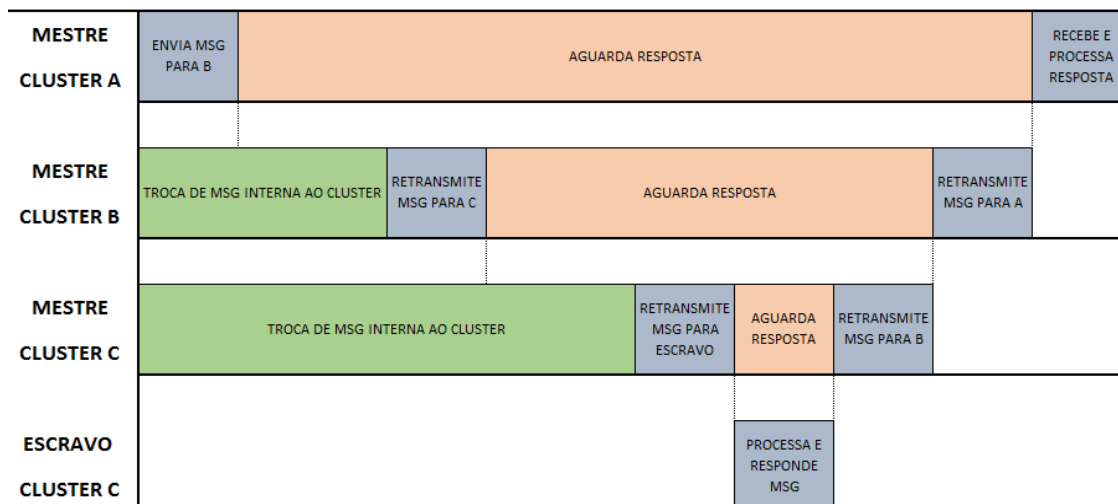 MESTRE
CLUSTER A
ENVIA MSG
PARA B
AGUARDA RESPOSTA
RECEBE E
PROCESSA
RESPOSTA
MESTRE
CLUSTER B
TROCA DE MSG INTERNA AO CLUSTER
RETRANSMITE
MSG PARA C
AGUARDA RESPOSTA
RETRANSMITE
MSG PARA A
MESTRE
CLUSTER C
TROCA DE MSG INTERNA AO CLUSTER
RETRANSMITE
MSG PARA
ESCRAVO
AGUARDA
RESPOSTA
RETRANSMITE
MSG PARA B
ESCRAVO
CLUSTER C
PROCESSA E
RESPONDE
MSG